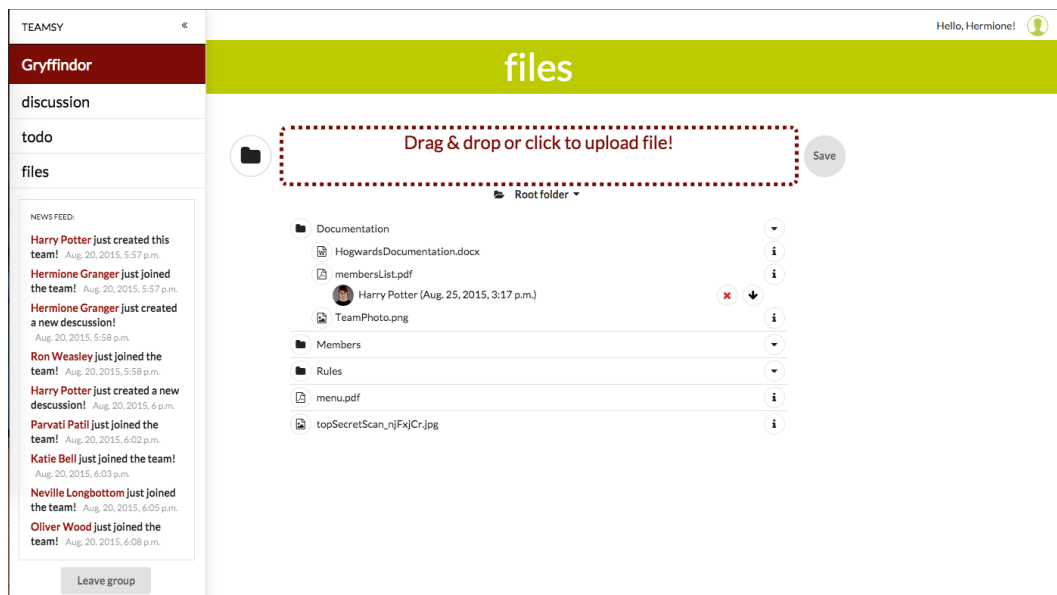 TEAMSY «
Hello, Hermione!
Gryffindor
files
discussion
todo
files
Drag & drop or click to upload file!
Save
Root folder
NEWS FEED:
Harry Potter just created this
team! Aug. 20, 2015, 5:57 p.m.
Hermione Granger just joined
the team! Aug. 20, 2015, 5:57 p.m.
Hermione Granger just created
a new descussion!
Aug. 20, 2015, 5:58 p.m.
Ron Weasley just joined the
team! Aug. 20, 2015, 5:58 p.m.
Harry Potter just created a new
descussion! Aug. 20, 2015, 6 p.m.
Parvati Patil just joined the
team! Aug. 20, 2015, 6:02 p.m.
Katie Bell just joined the team!
Aug. 20, 2015, 6:03 p.m.
Neville Longbottom just joined
the team! Aug. 20, 2015, 6:05 p.m.
Oliver Wood just joined the
team! Aug. 20, 2015, 6:08 p.m.
Leave group
Documentation
HogwardsDocumentation.docx
membersList.pdf
Harry Potter (Aug. 25, 2015, 3:17 p.m.)
TeamPhoto.png
Members
Rules
menu.pdf
topSecretScan_njFxjCr.jpg